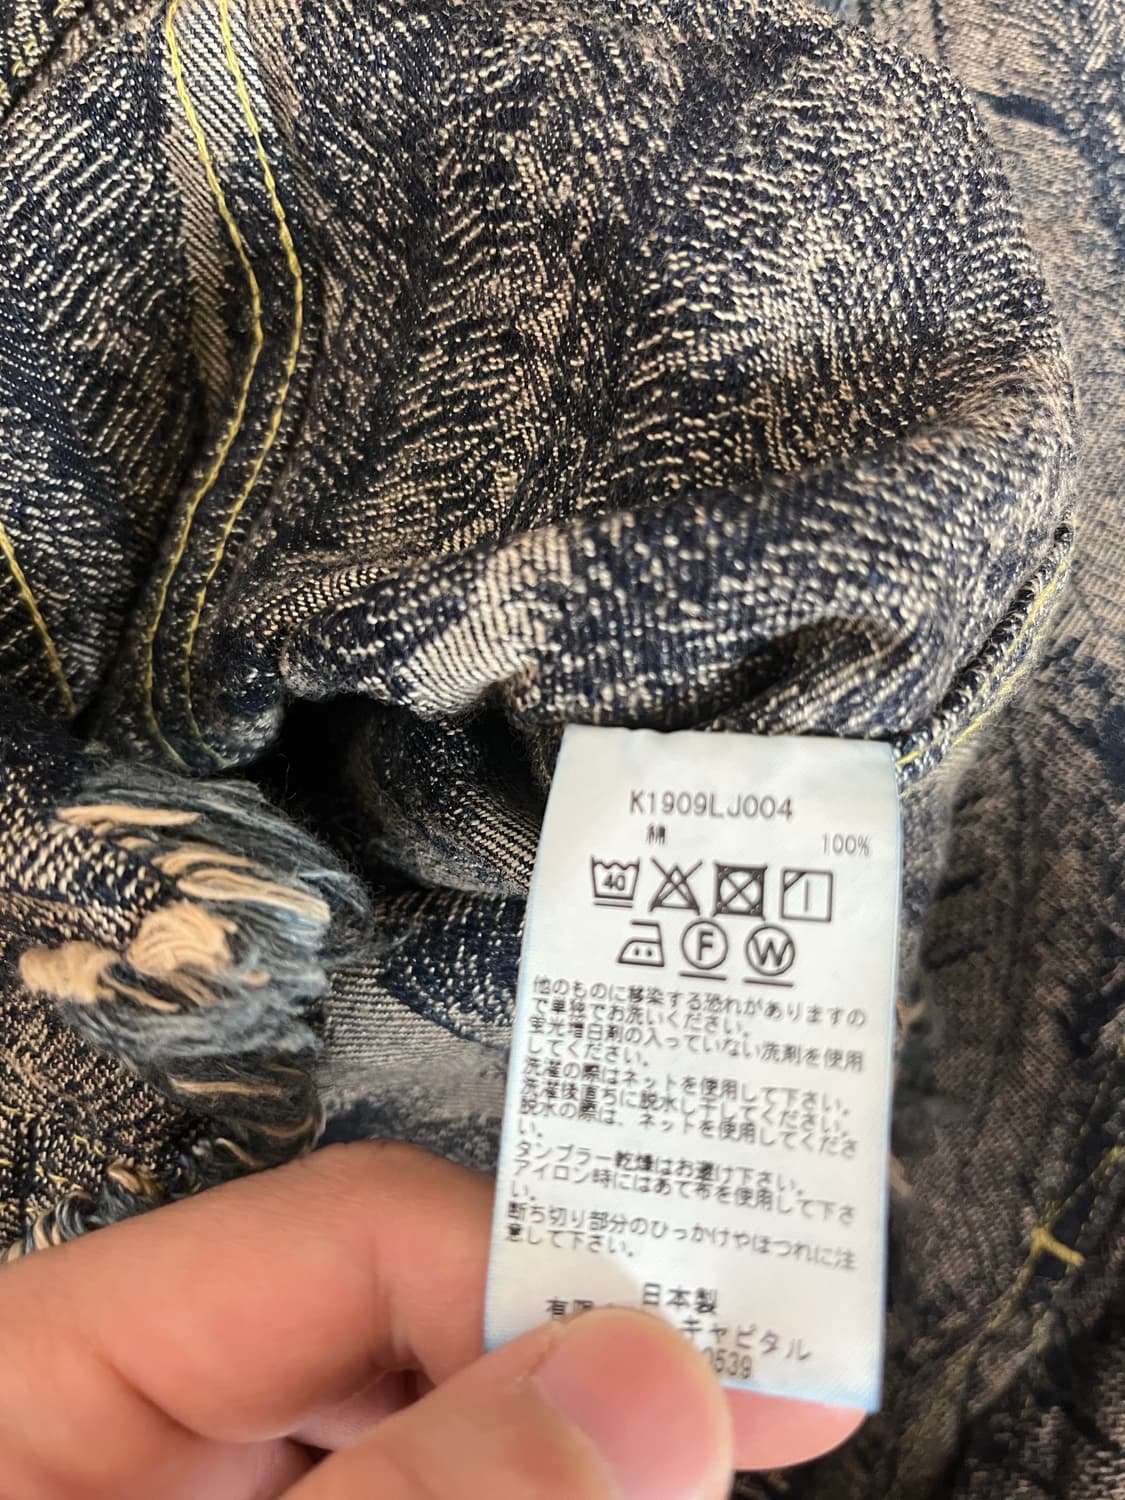 K1909LJ004
綿 100%
40
F W
他のものに移染する恐れがありますの
で単独でお洗いください。
蛍光増白剤の入っていない洗剤を使用
してください。
洗濯の際はネットを使用して下さい。
洗濯後直ちに脱水し干してください。
脱水の際は、ネットを使用してくださ
い。
タンブラー乾燥はお避け下さい。
アイロン時にはあて布を使用して下さ
い。
断ち切り部分のひっかけやほつれに注
意して下さい。
日本製
有限 キャピタル
0539